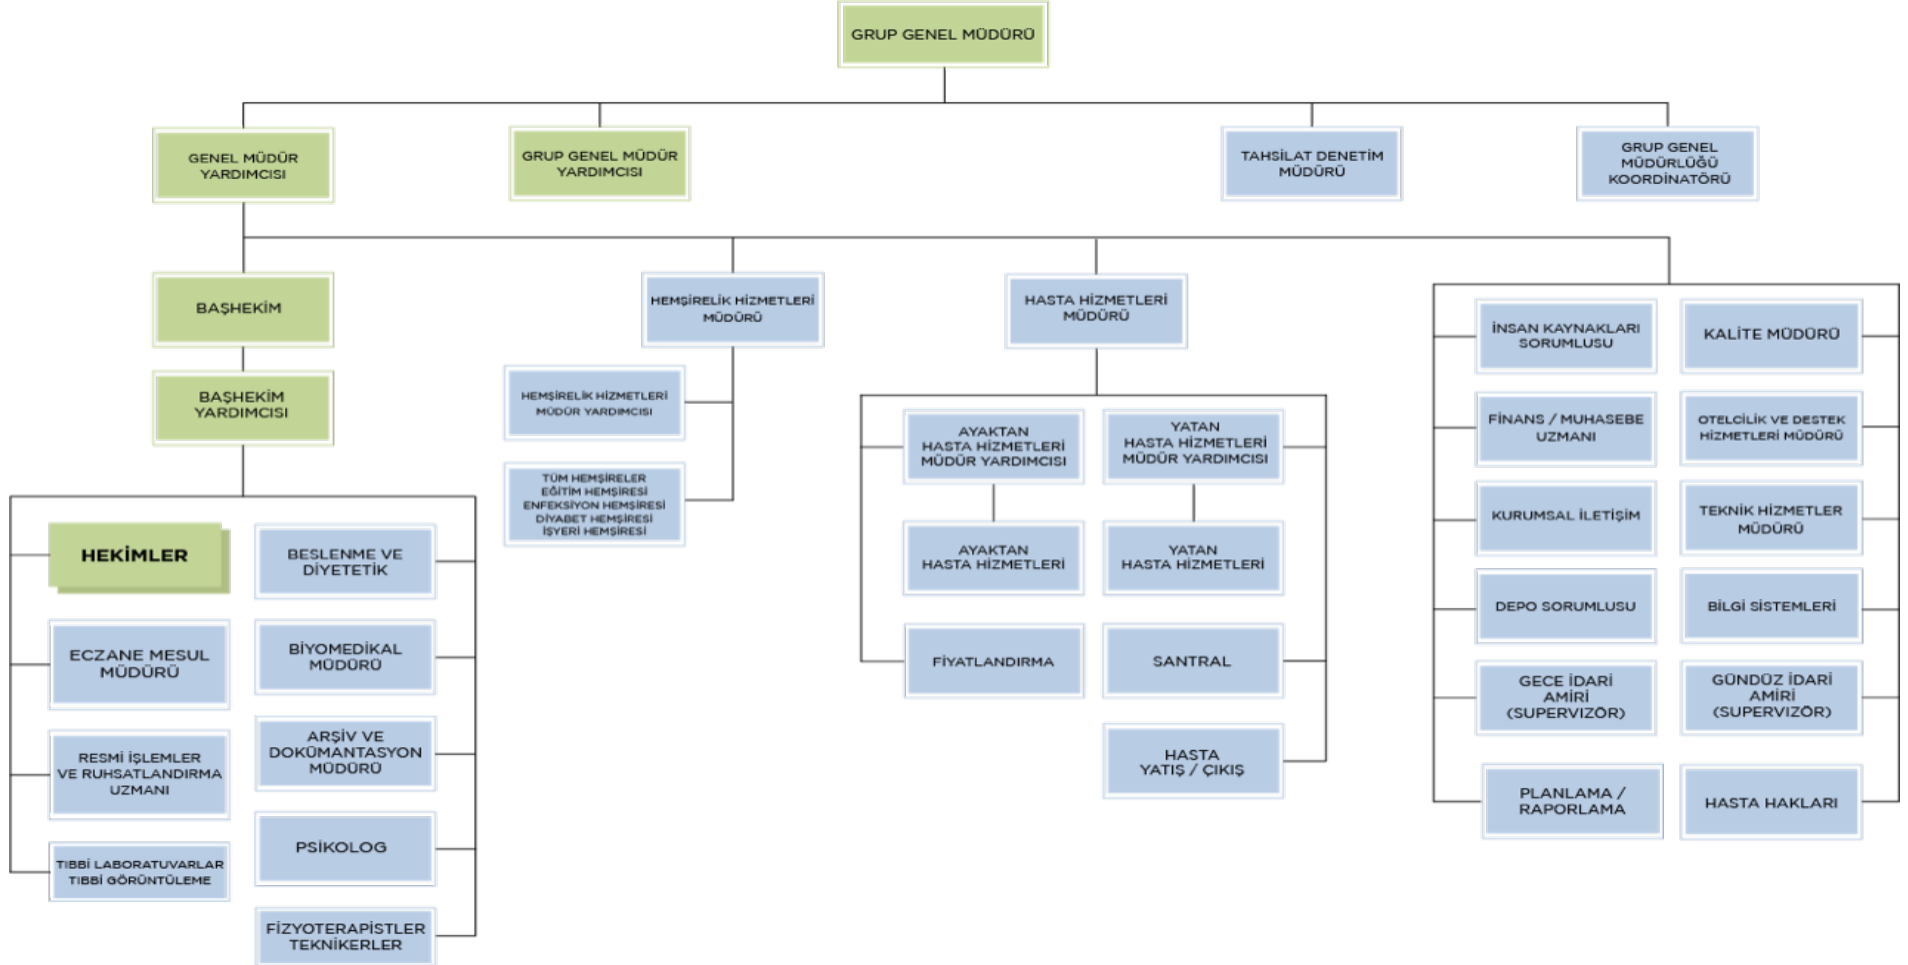 GRUP GENEL MÜDÜRÜ
GENEL MÜDÜR
YARDIMCISI
GRUP GENEL MÜDÜR
YARDIMCISI
TAHSİLAT DENETİM
MÜDÜRÜ
GRUP GENEL
MÜDÜRLÜĞÜ
KOORDİNATÖRÜ
BAŞHEKİM
HEMŞİRELİK HİZMETLERİ
MÜDÜRÜ
HASTA HİZMETLERİ
MÜDÜRÜ
BAŞHEKİM
YARDIMCISI
HEMŞİRELİK HİZMETLERİ
MÜDÜR YARDIMCISI
TÜM HEMŞİRELER
EĞİTİM HEMŞİRESİ
ENFEKSİYON HEMŞİRESİ
DİYABET HEMŞİRESİ
İŞYERİ HEMŞİRESİ
HEKİMLER
BESLENME VE
DİYETETİK
ECZANE MESUL
MÜDÜRÜ
BİYOMEDİKAL
MÜDÜRÜ
RESMİ İŞLEMLER
VE RUHSATLANDIRMA
UZMANI
ARŞİV VE
DOKÜMANTASYON
MÜDÜRÜ
TIBBİ LABORATUVARLAR
TIBBİ GÖRÜNTÜLEME
PSİKOLOG
FİZYOTERAPİSTLER
TEKNİKERLER
AYAKTAN
HASTA HİZMETLERİ
MÜDÜR YARDIMCISI
YATAN
HASTA HİZMETLERİ
MÜDÜR YARDIMCISI
AYAKTAN
HASTA HİZMETLERİ
YATAN
HASTA HİZMETLERİ
FİYATLANDIRMA
SANTRAL
HASTA
YATIŞ / ÇIKIŞ
İNSAN KAYNAKLARI
SORUMLUSU
KALİTE MÜDÜRÜ
FİNANS / MUHASEBE
UZMANI
OTELCİLİK VE DESTEK
HİZMETLERİ MÜDÜRÜ
KURUMSAL İLETİŞİM
TEKNİK HİZMETLER
MÜDÜRÜ
DEPO SORUMLUSU
BİLGİ SİSTEMLERİ
GECE İDARİ
AMİRİ
(SUPERVIZÖR)
GÜNDÜZ İDARİ
AMİRİ
(SUPERVIZÖR)
PLANLAMA /
RAPORLAMA
HASTA HAKLARI